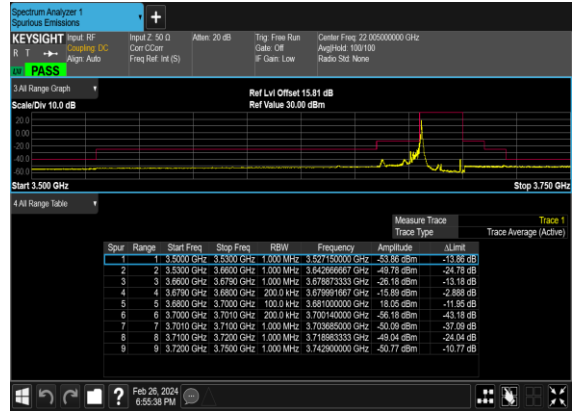 Spectrum Analyzer 1
Spurious Emissions
+
KEYSIGHT Input: RF Input Z: 50 Ω Atten: 20 dB Trig: Free Run Center Freq: 22.005000000 GHz
R T Coupling: DC Corr CCorr Gate: Off Avg|Hold: 100/100
Align: Auto Freq Ref: Int (S) IF Gain: Low Radio Std: None
PASS
3 All Range Graph
Ref Lvl Offset 15.81 dB
Scale/Div 10.0 dB Ref Value 30.00 dBm
20.0
0.00
-20.0
-40.0
-60.0
Start 3.500 GHz Stop 3.750 GHz
4 All Range Table
Measure Trace Trace 1
Trace Type Trace Average (Active)
Spur Range Start Freq Stop Freq RBW Frequency Amplitude ΔLimit
1 1 3.5000 GHz 3.5300 GHz 1.000 MHz 3.527150000 GHz -53.86 dBm -13.86 dB
2 2 3.5300 GHz 3.6600 GHz 1.000 MHz 3.642666667 GHz -49.78 dBm -24.78 dB
3 3 3.6600 GHz 3.6790 GHz 1.000 MHz 3.678873333 GHz -26.18 dBm -13.18 dB
4 4 3.6790 GHz 3.6800 GHz 200.0 kHz 3.679991667 GHz -15.89 dBm -2.888 dB
5 5 3.6800 GHz 3.7000 GHz 100.0 kHz 3.681000000 GHz 18.05 dBm -11.95 dB
6 6 3.7000 GHz 3.7010 GHz 200.0 kHz 3.700140000 GHz -56.18 dBm -43.18 dB
7 7 3.7010 GHz 3.7100 GHz 1.000 MHz 3.703685000 GHz -50.09 dBm -37.09 dB
8 8 3.7100 GHz 3.7200 GHz 1.000 MHz 3.718983333 GHz -49.04 dBm -24.04 dB
9 9 3.7200 GHz 3.7500 GHz 1.000 MHz 3.742900000 GHz -50.77 dBm -10.77 dB
? Feb 26, 2024
6:55:38 PM